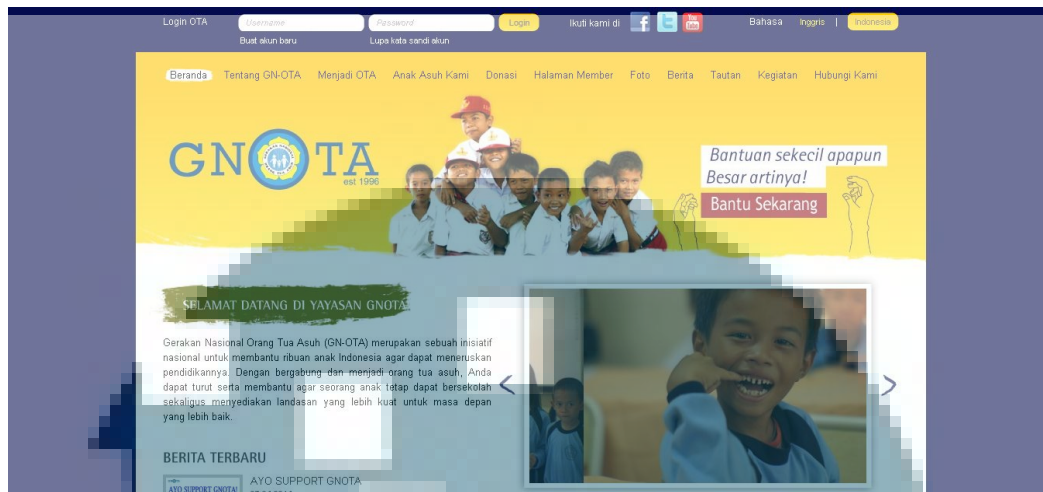 Login OTA Username Password Login Ikuti kami di You Tube Bahasa Inggris | Indonesia
Buat akun baru Lupa kata sandi akun
Beranda Tentang GN-OTA Menjadi OTA Anak Asuh Kami Donasi Halaman Member Foto Berita Tautan Kegiatan Hubungi Kami
GNOTA
est 1996
Bantuan sekecil apapun
Besar artinya!
Bantu Sekarang
SELAMAT DATANG DI YAYASAN GNOTA
Gerakan Nasional Orang Tua Asuh (GN-OTA) merupakan sebuah inisiatif
nasional untuk membantu ribuan anak Indonesia agar dapat meneruskan
pendidikannya. Dengan bergabung dan menjadi orang tua asuh, Anda
dapat turut serta membantu agar seorang anak tetap dapat bersekolah
sekaligus menyediakan landasan yang lebih kuat untuk masa depan
yang lebih baik.
BERITA TERBARU
AYO SUPPORT GNOTA
AYO SUPPORT GNOTA!